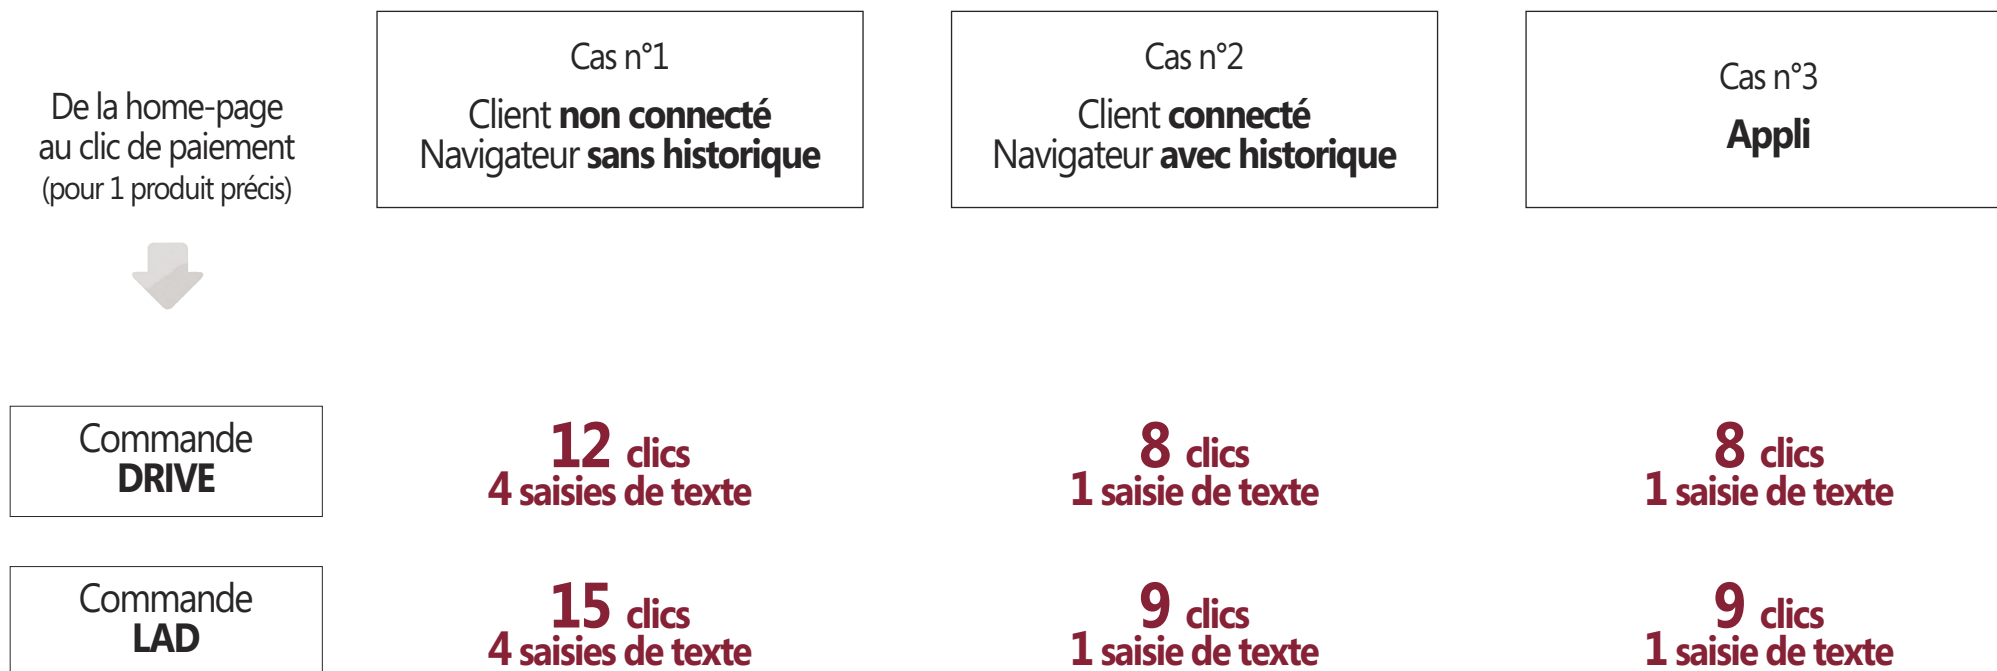 De la home-page
au clic de paiement
(pour 1 produit précis)
Cas n°1
Client non connecté
Navigateur sans historique
Cas n°2
Client connecté
Navigateur avec historique
Cas n°3
Appli
Commande
DRIVE
12 clics
4 saisies de texte
8 clics
1 saisie de texte
8 clics
1 saisie de texte
Commande
LAD
15 clics
4 saisies de texte
9 clics
1 saisie de texte
9 clics
1 saisie de texte